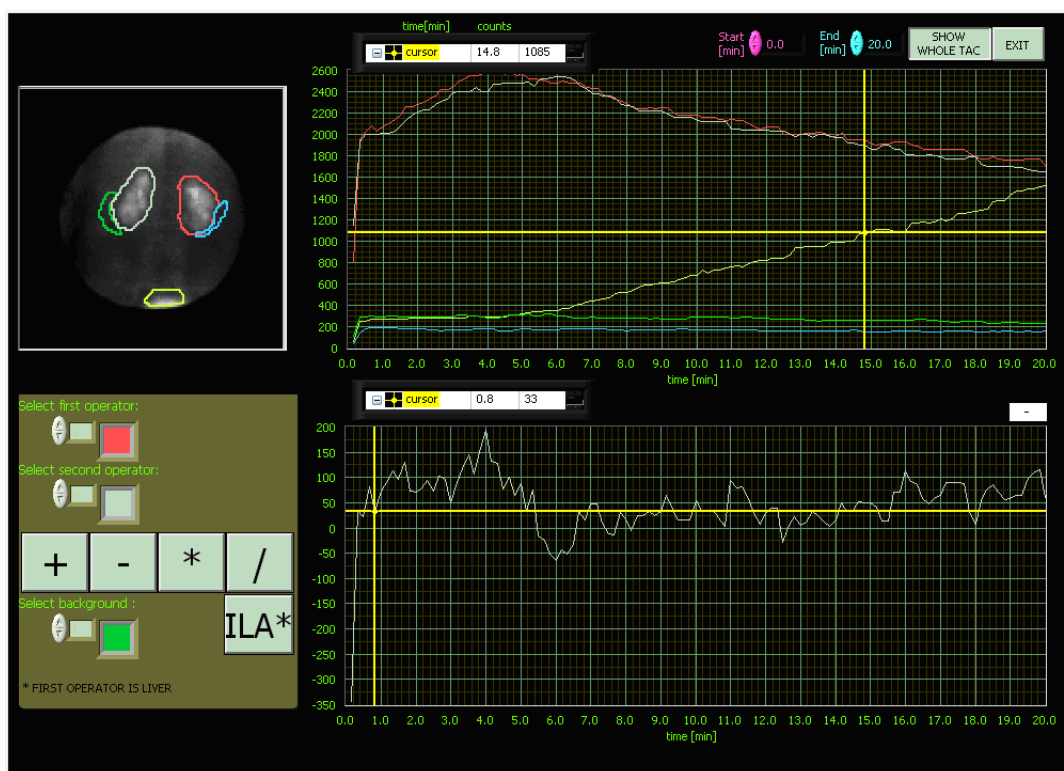 time[min] counts
cursor 14.8 1085
Start [min] 0.0
End [min] 20.0
SHOW WHOLE TAC
EXIT
2600
2400
2200
2000
1800
1600
1400
1200
1000
800
600
400
200
0
0.0 1.0 2.0 3.0 4.0 5.0 6.0 7.0 8.0 9.0 10.0 11.0 12.0 13.0 14.0 15.0 16.0 17.0 18.0 19.0 20.0
time [min]
Select first operator:
Select second operator:
+ - * /
Select background :
ILA*
* FIRST OPERATOR IS LIVER
cursor 0.8 33
-
200
150
100
50
0
-50
-100
-150
-200
-250
-300
-350
0.0 1.0 2.0 3.0 4.0 5.0 6.0 7.0 8.0 9.0 10.0 11.0 12.0 13.0 14.0 15.0 16.0 17.0 18.0 19.0 20.0
time [min]